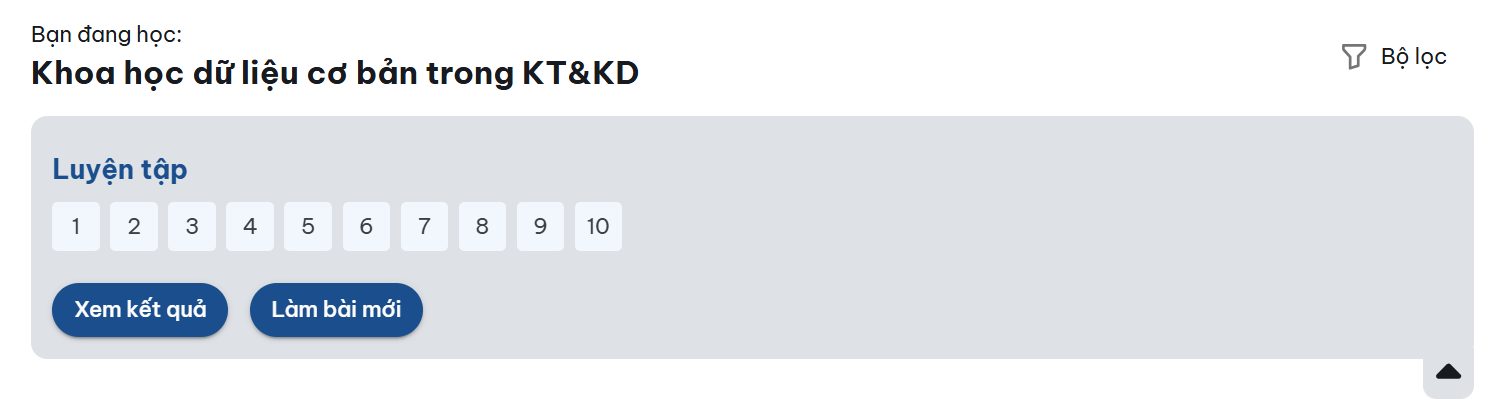 Bạn đang học:
Khoa học dữ liệu cơ bản trong KT&KD
Bộ lọc
Luyện tập
1 2 3 4 5 6 7 8 9 10
Xem kết quả Làm bài mới